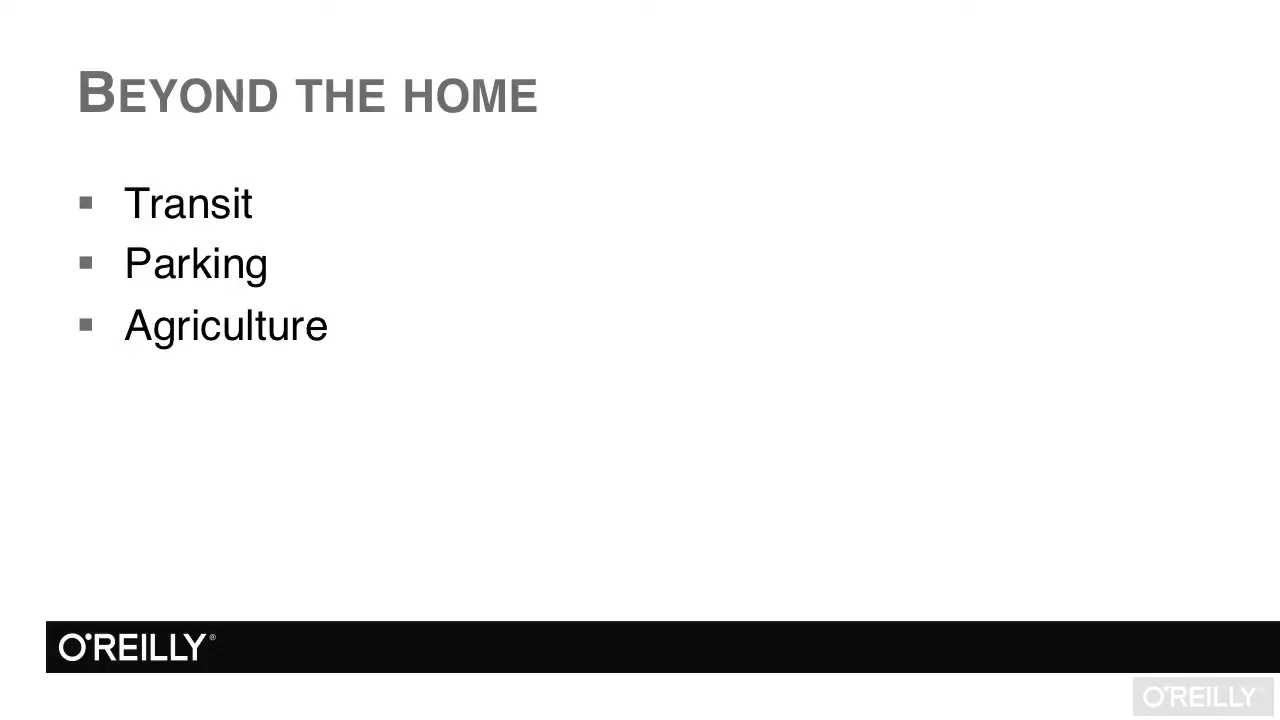 BEYOND THE HOME
▪ Transit
▪ Parking
▪ Agriculture
O'REILLY®
O'REILLY